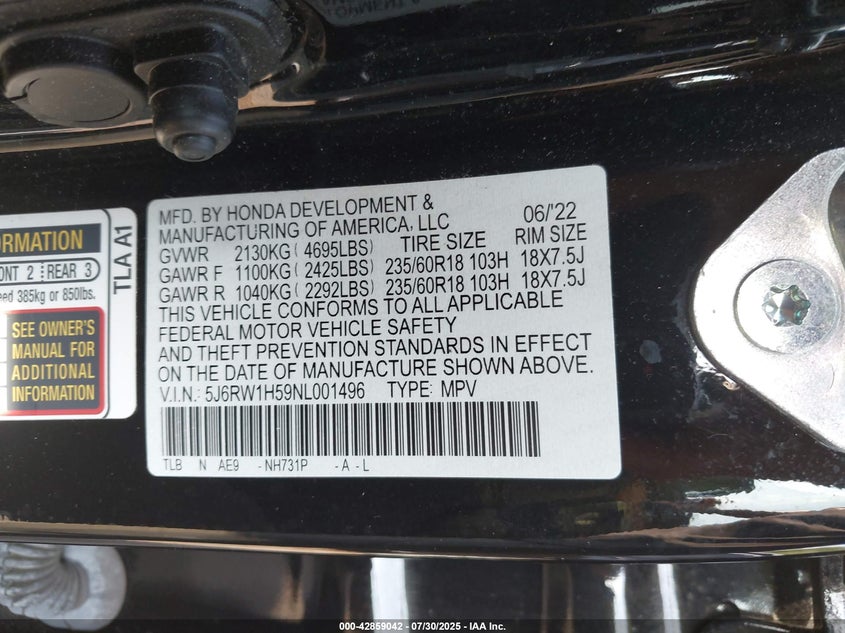 MFD. BY HONDA DEVELOPMENT &
MANUFACTURING OF AMERICA, LLC 06/'22
GVWR 2130KG ( 4695LBS) TIRE SIZE RIM SIZE
GAWR F 1100KG ( 2425LBS) 235/60R18 103H 18X7.5J
GAWR R 1040KG ( 2292LBS) 235/60R18 103H 18X7.5J
THIS VEHICLE CONFORMS TO ALL APPLICABLE
FEDERAL MOTOR VEHICLE SAFETY
AND THEFT PREVENTION STANDARDS IN EFFECT
ON THE DATE OF MANUFACTURE SHOWN ABOVE.
V.I.N.: 5J6RW1H59NL001496 TYPE: MPV
TLB N AE9 -NH731P -A-L
TLA A1
REAR 3
385kg or 850lbs.
SEE OWNER'S
MANUAL FOR
ADDITIONAL
INFORMATION
000-42859042 - 07/30/2025 - IAA Inc.